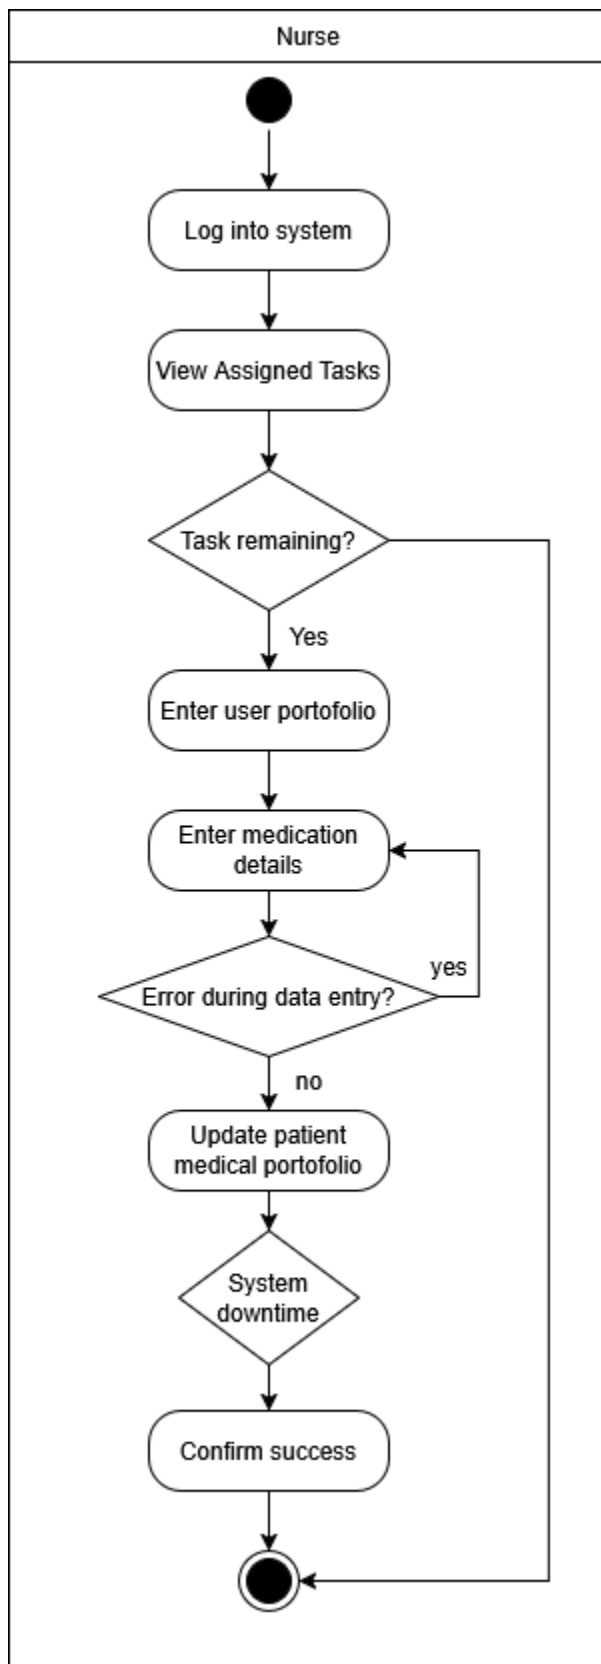 Nurse
Log into system
View Assigned Tasks
Task remaining?
Yes
Enter user portofolio
Enter medication
details
yes
Error during data entry?
no
Update patient
medical portofolio
System
downtime
Confirm success